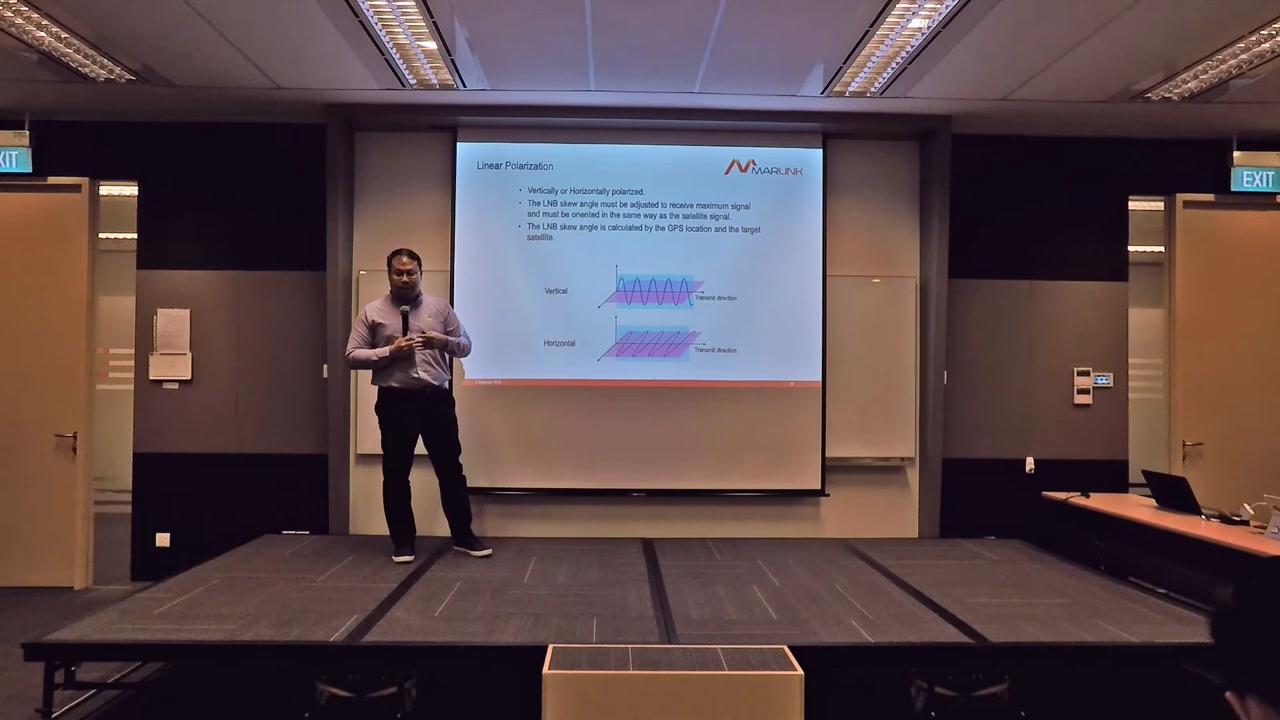 EXIT
EXIT
Linear Polarization
MARLINK
• Vertically or Horizontally polarized.
• The LNB skew angle must be adjusted to receive maximum signal
and must be oriented in the same way as the satellite signal.
• The LNB skew angle is calculated by the GPS location and the target
satellite.
Vertical
Transmit direction
Horizontal
Transmit direction